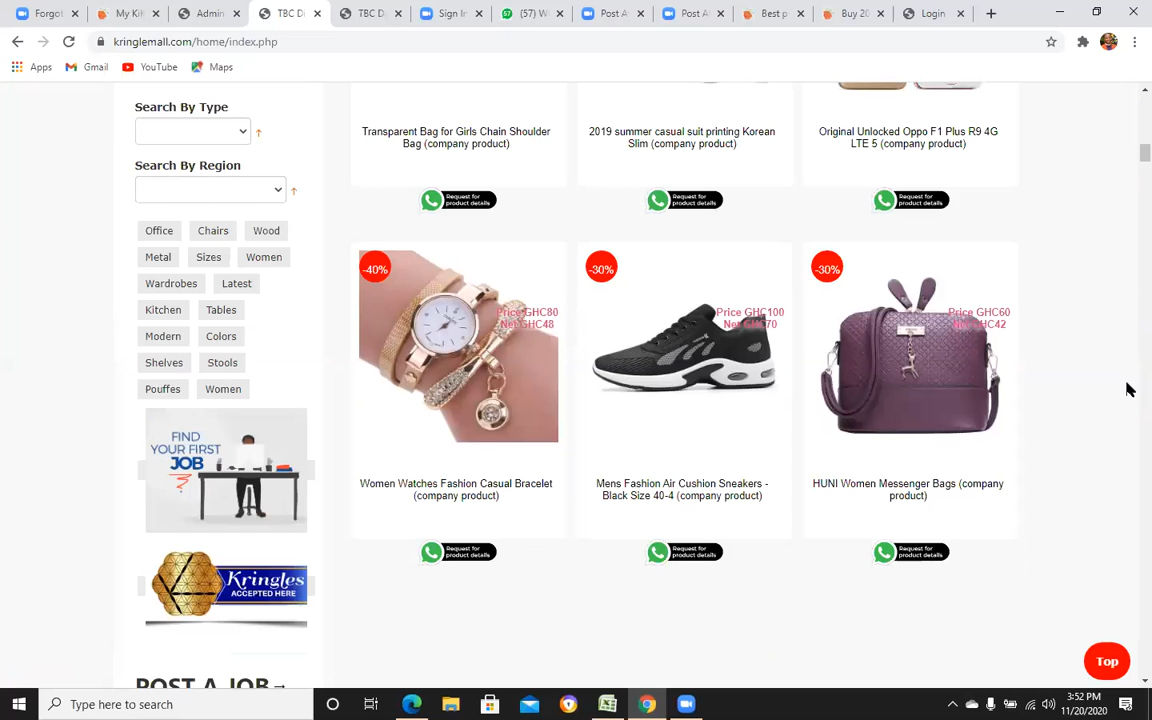 Forgot
My Ki
Admin
TBC Di
TBC D
Sign In
(57) W
Post A
Post A
Best p
Buy 20
Login
kringlemall.com/home/index.php
Apps
Gmail
YouTube
Maps
Search By Type
Search By Region
Office Chairs Wood
Metal Sizes Women
Wardrobes Latest
Kitchen Tables
Modern Colors
Shelves Stools
Pouffes Women
FIND
YOUR FIRST
JOB
Kringles
ACCEPTED HERE
POST A JOB→
Transparent Bag for Girls Chain Shoulder
Bag (company product)
Request for
product details
2019 summer casual suit printing Korean
Slim (company product)
Request for
product details
Original Unlocked Oppo F1 Plus R9 4G
LTE 5 (company product)
Request for
product details
-40%
Price GHC80
Net GHC48
Women Watches Fashion Casual Bracelet
(company product)
Request for
product details
-30%
Price GHC100
Net GHC70
Mens Fashion Air Cushion Sneakers -
Black Size 40-4 (company product)
Request for
product details
-30%
Price GHC60
Net GHC42
HUNI Women Messenger Bags (company
product)
Request for
product details
Top
Type here to search
3:52 PM
11/20/2020